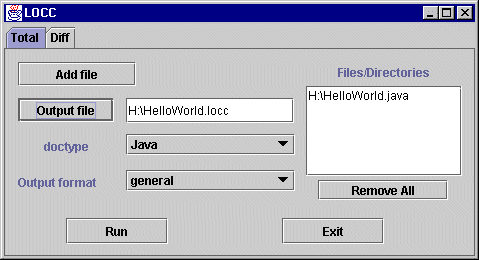 LOCC
Total Diff
Add file
Files/Directories
Output file H:\HelloWorld.locc
H:\HelloWorld.java
doctype Java
Output format general
Remove All
Run Exit